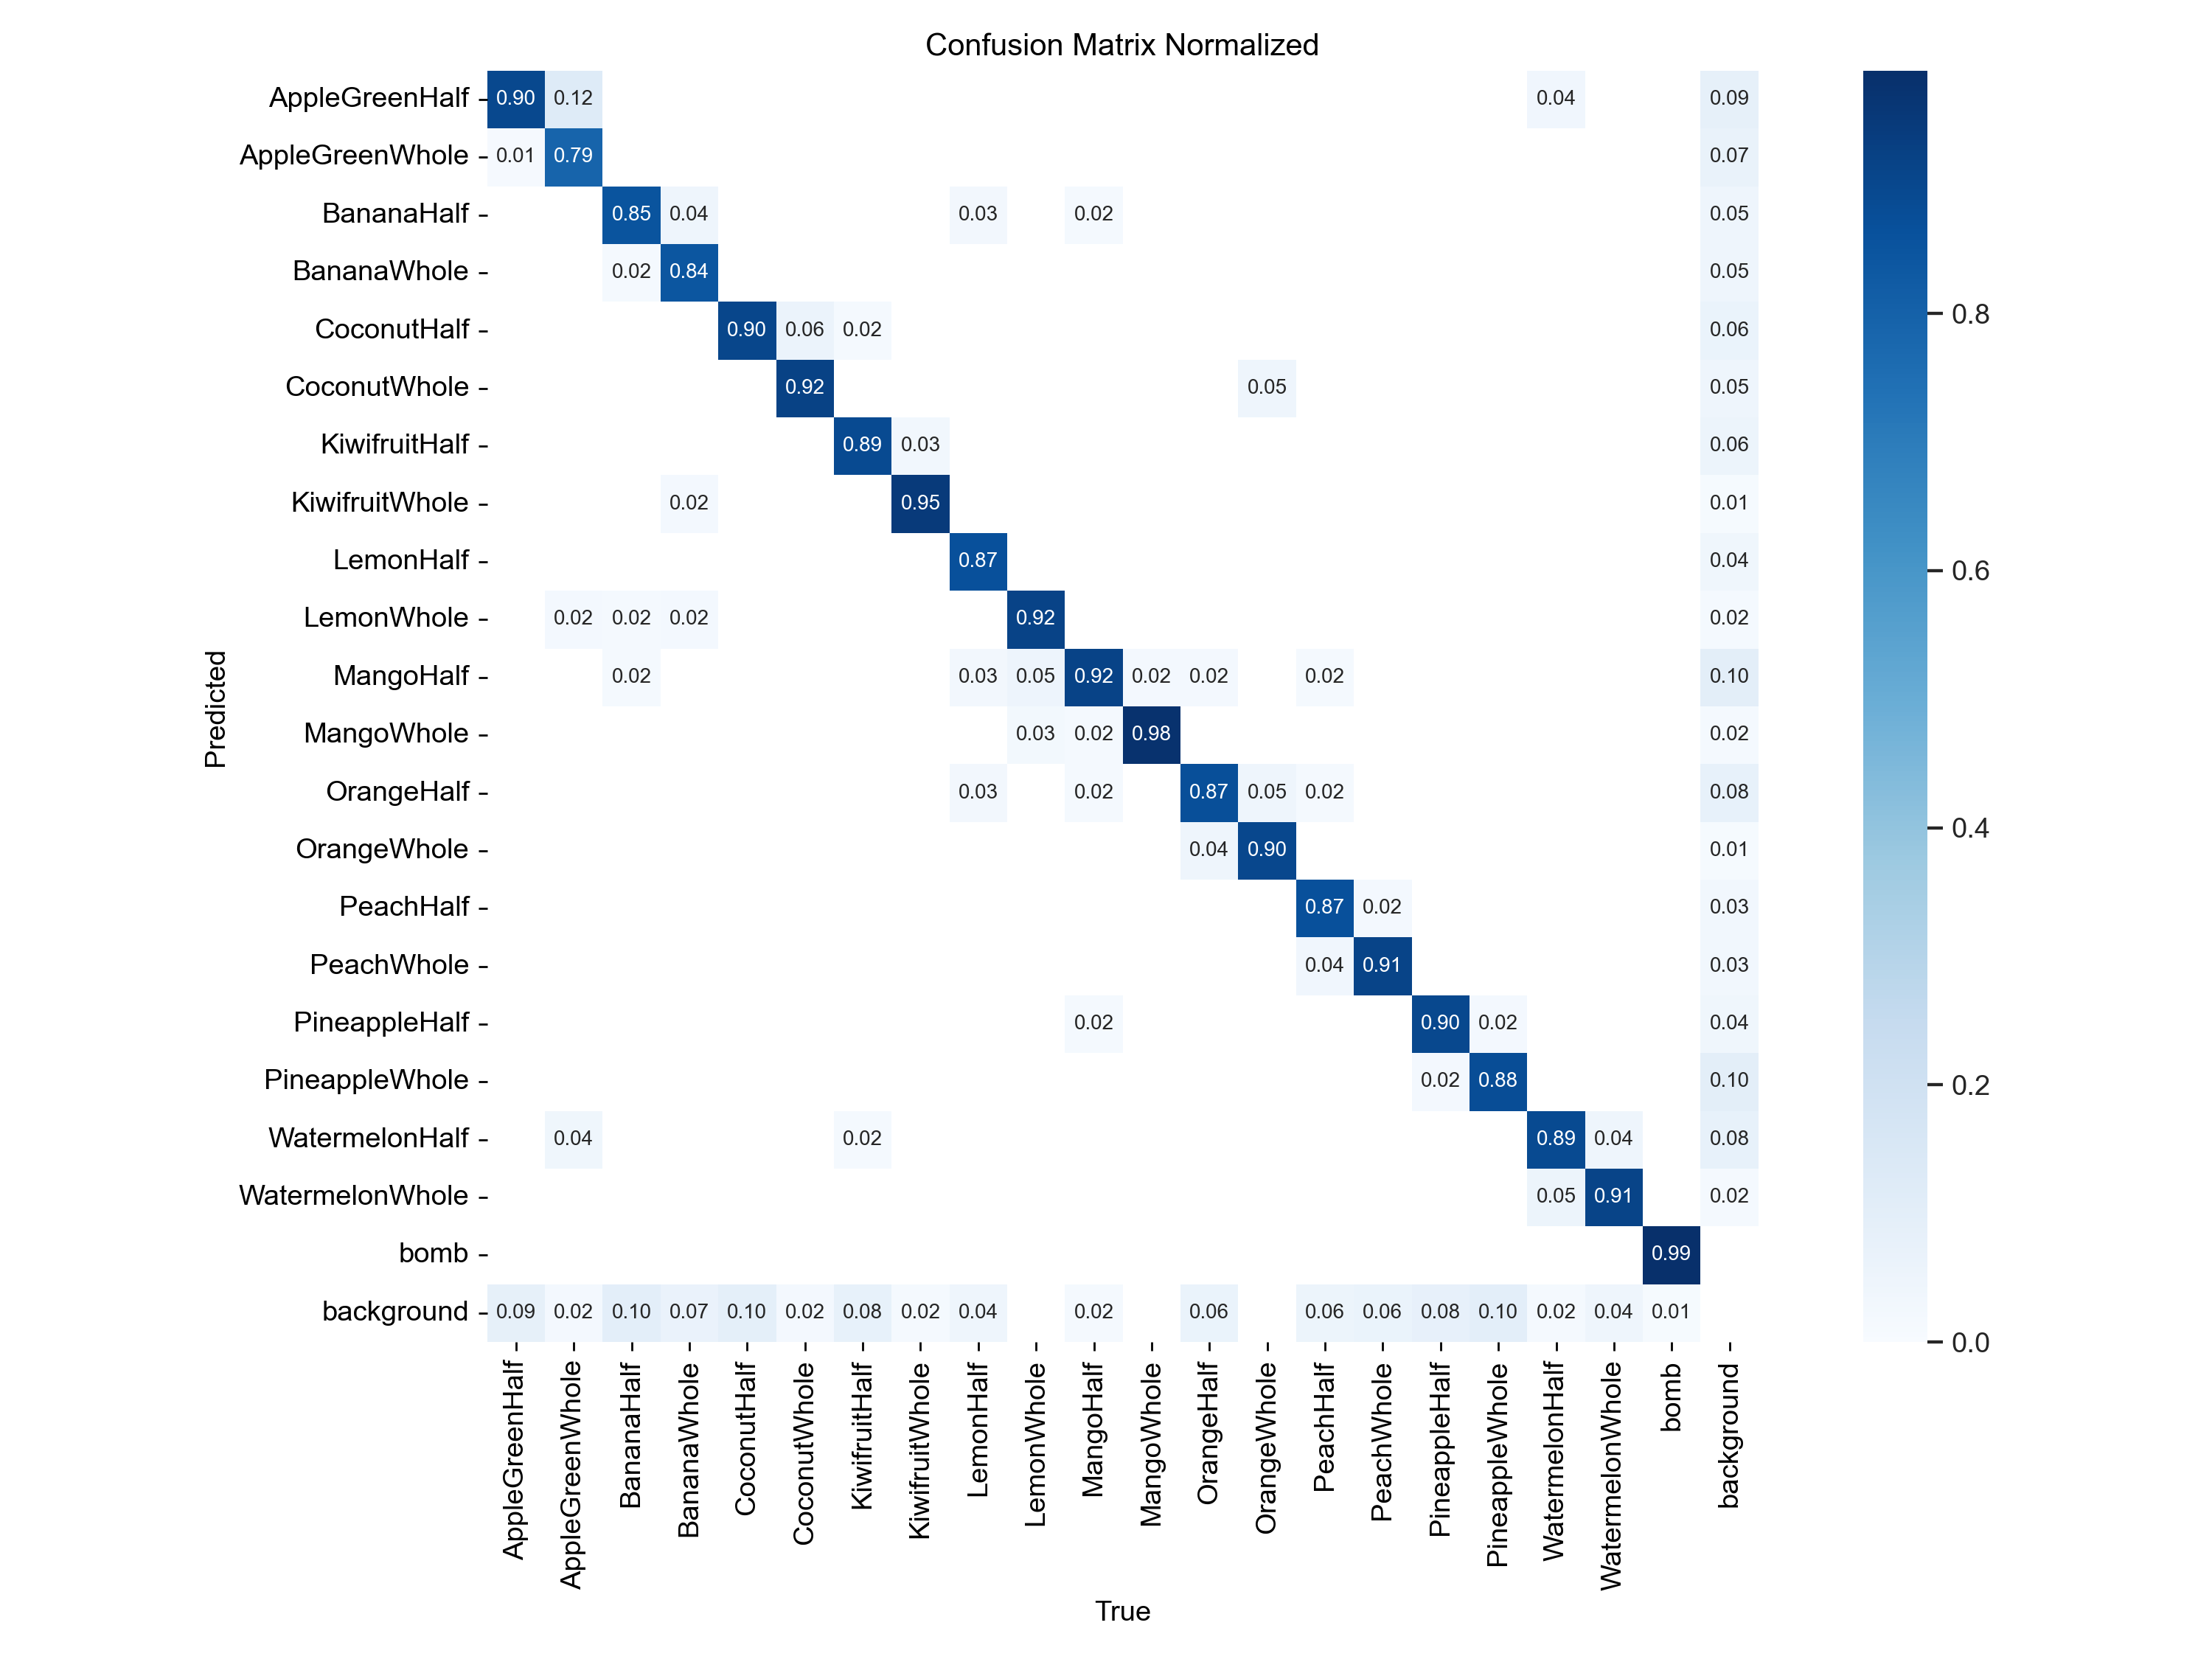 Confusion Matrix Normalized
AppleGreenHalf 0.90 0.12 0.04 0.09
AppleGreenWhole 0.01 0.79 0.07
BananaHalf 0.85 0.04 0.03 0.02 0.05
BananaWhole 0.02 0.84 0.05
CoconutHalf 0.90 0.06 0.02 0.06
0.8
CoconutWhole 0.92 0.05 0.05
KiwifruitHalf 0.89 0.03 0.06
KiwifruitWhole 0.02 0.95 0.01
LemonHalf 0.87 0.04
0.6
LemonWhole 0.02 0.02 0.02 0.92 0.02
MangoHalf 0.02 0.03 0.05 0.92 0.02 0.02 0.02 0.10
Predicted
MangoWhole 0.03 0.02 0.98 0.02
OrangeHalf 0.03 0.02 0.87 0.05 0.02 0.08
0.4
OrangeWhole 0.04 0.90 0.01
PeachHalf 0.87 0.02 0.03
PeachWhole 0.04 0.91 0.03
PineappleHalf 0.02 0.90 0.02 0.04
PineappleWhole 0.02 0.88 0.10
0.2
WatermelonHalf 0.04 0.02 0.89 0.04 0.08
WatermelonWhole 0.05 0.91 0.02
bomb 0.99
background 0.09 0.02 0.10 0.07 0.10 0.02 0.08 0.02 0.04 0.02 0.06 0.06 0.06 0.08 0.10 0.02 0.04 0.01
0.0
AppleGreenHalf
AppleGreenWhole
BananaHalf
BananaWhole
CoconutHalf
CoconutWhole
KiwifruitHalf
KiwifruitWhole
LemonHalf
LemonWhole
MangoHalf
MangoWhole
OrangeHalf
OrangeWhole
PeachHalf
PeachWhole
PineappleHalf
PineappleWhole
WatermelonHalf
WatermelonWhole
bomb
background
True